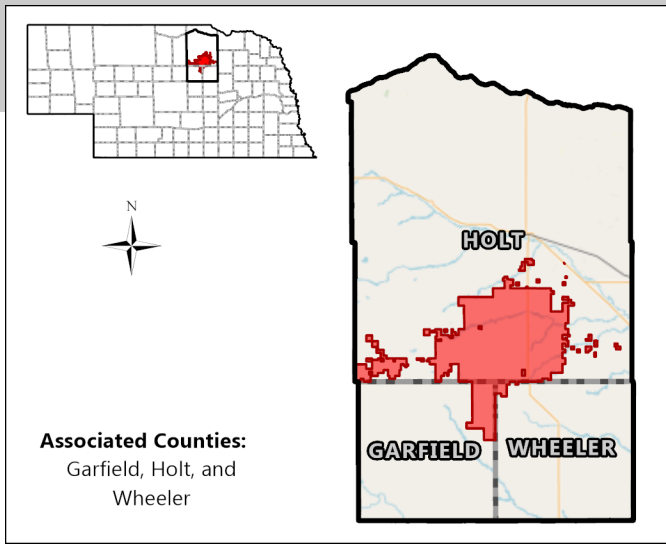 N
HOLT
GARFIELD
WHEELER
Associated Counties:
Garfield, Holt, and
Wheeler